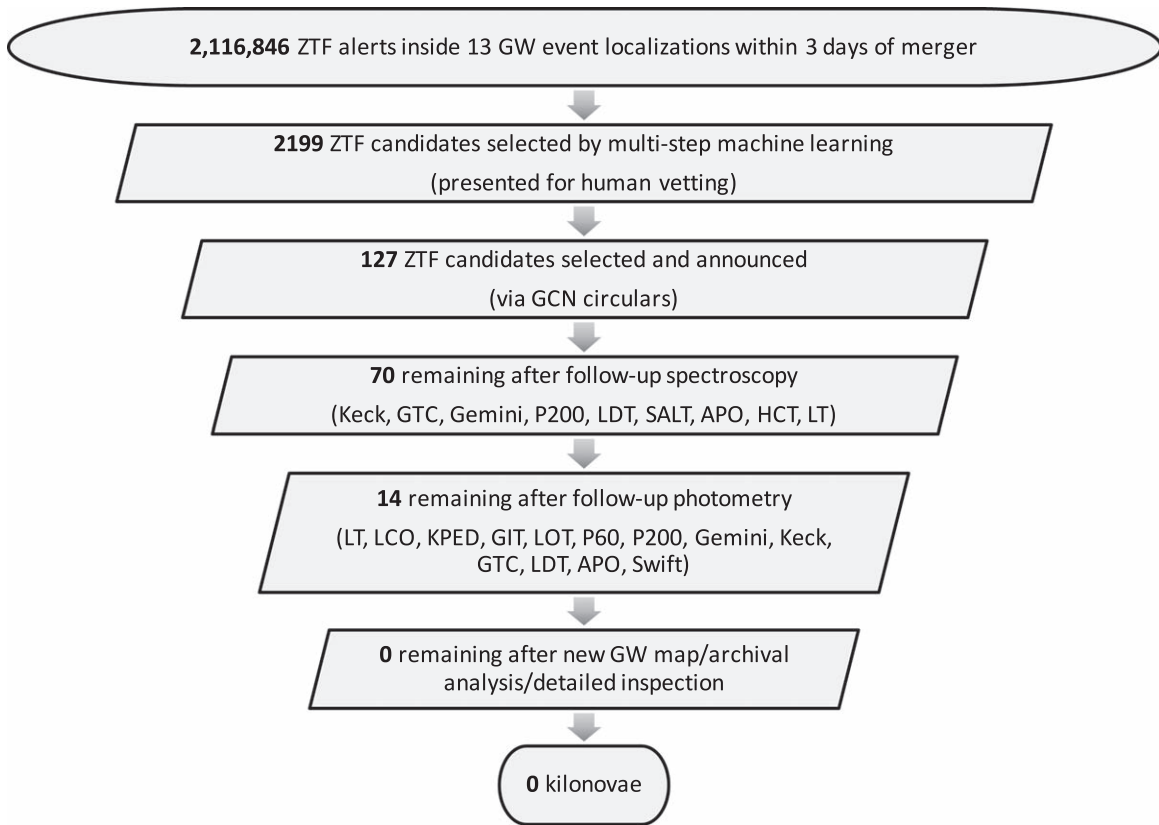 2,116,846 ZTF alerts inside 13 GW event localizations within 3 days of merger
2199 ZTF candidates selected by multi-step machine learning
(presented for human vetting)
127 ZTF candidates selected and announced
(via GCN circulars)
70 remaining after follow-up spectroscopy
(Keck, GTC, Gemini, P200, LDT, SALT, APO, HCT, LT)
14 remaining after follow-up photometry
(LT, LCO, KPED, GIT, LOT, P60, P200, Gemini, Keck,
GTC, LDT, APO, Swift)
0 remaining after new GW map/archival
analysis/detailed inspection
0 kilonovae